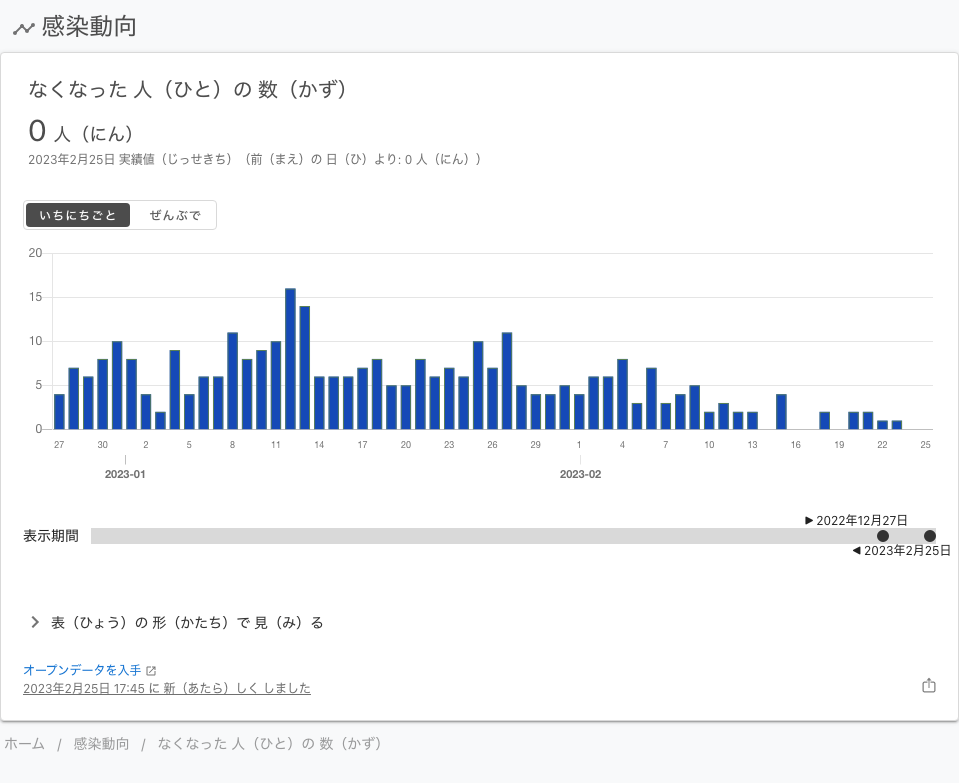 感染動向
なくなった 人（ひと）の 数（かず）
0 人（にん）
2023年2月25日 実績値（じっせきち）（前（まえ）の 日（ひ）より: 0 人（にん））
いちにちごと ぜんぶで
20
15
10
5
0
27 30 2 5 8 11 14 17 20 23 26 29 1 4 7 10 13 16 19 22 25
2023-01 2023-02
2022年12月27日
表示期間
2023年2月25日
表（ひょう）の 形（かたち）で 見（み）る
オープンデータを入手
2023年2月25日 17:45 に 新（あたら）しく しました
ホーム / 感染動向 / なくなった 人（ひと）の 数（かず）